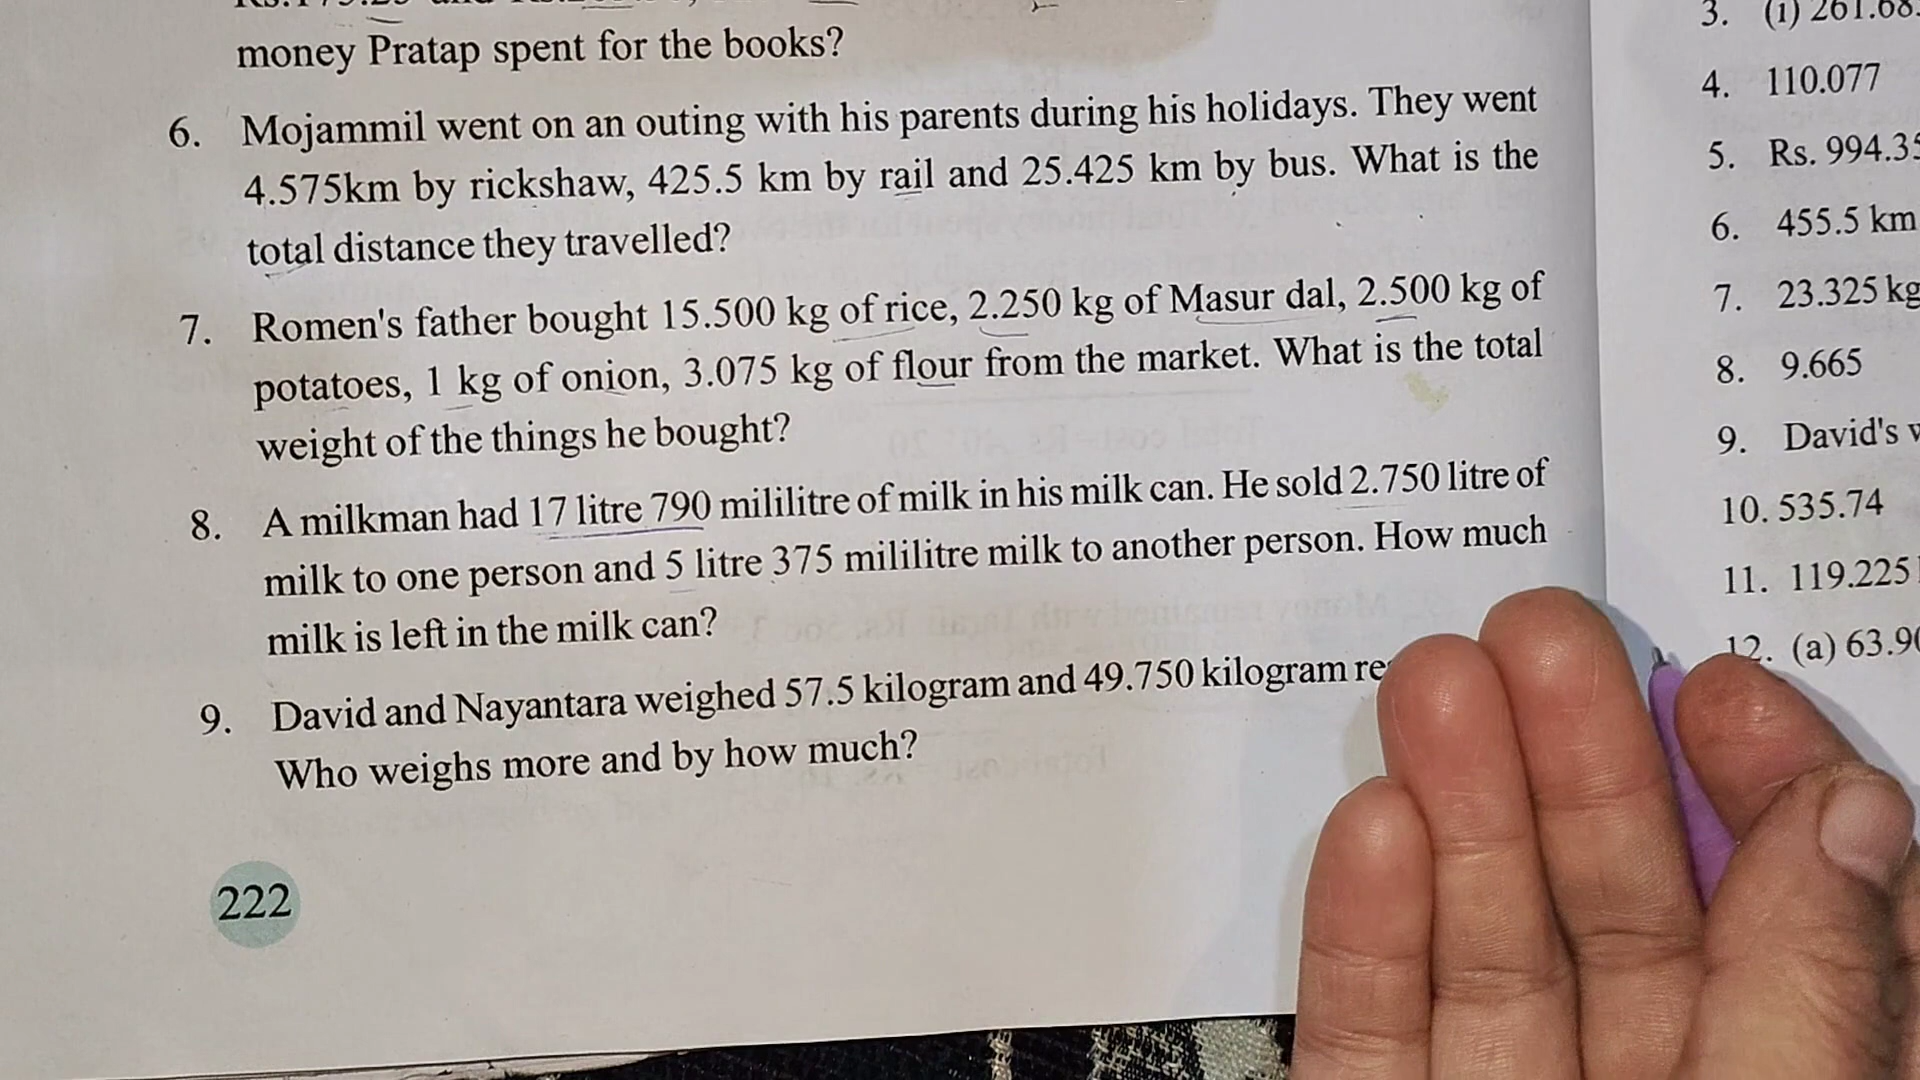 money Pratap spent for the books?
6. Mojammil went on an outing with his parents during his holidays. They went
4.575km by rickshaw, 425.5 km by rail and 25.425 km by bus. What is the
total distance they travelled?
7. Romen's father bought 15.500 kg of rice, 2.250 kg of Masur dal, 2.500 kg of
potatoes, 1 kg of onion, 3.075 kg of flour from the market. What is the total
weight of the things he bought?
8. A milkman had 17 litre 790 mililitre of milk in his milk can. He sold 2.750 litre of
milk to one person and 5 litre 375 mililitre milk to another person. How much
milk is left in the milk can?
9. David and Nayantara weighed 57.5 kilogram and 49.750 kilogram
Who weighs more and by how much?
222
3. (i) 261.68
4. 110.077
5. Rs. 994.35
6. 455.5 km
7. 23.325 kg
8. 9.665
9. David's
10. 535.74
11. 119.225
12. (a) 63.90